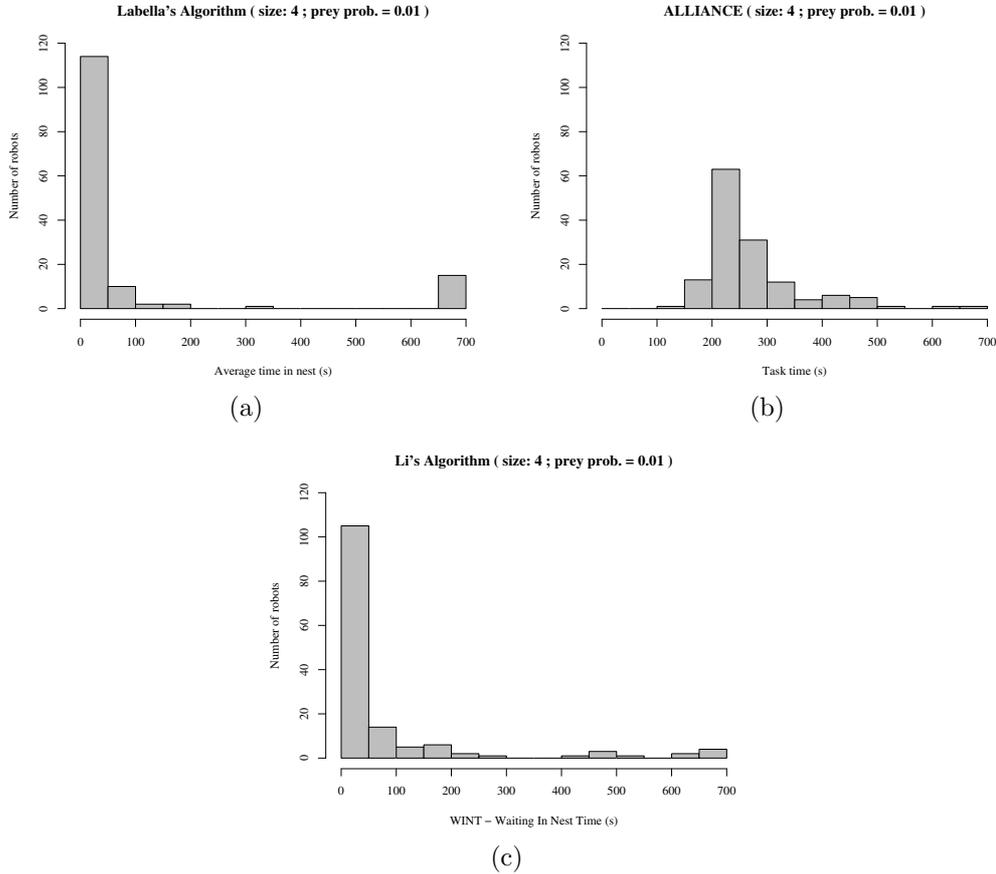 Labella's Algorithm ( size: 4 ; prey prob. = 0.01 )
Number of robots
0 20 40 60 80 100 120
0 100 200 300 400 500 600 700
Average time in nest (s)
(a)
ALLIANCE ( size: 4 ; prey prob. = 0.01 )
Number of robots
0 20 40 60 80 100 120
0 100 200 300 400 500 600 700
Task time (s)
(b)
Li's Algorithm ( size: 4 ; prey prob. = 0.01 )
Number of robots
0 20 40 60 80 100 120
0 100 200 300 400 500 600 700
WINT – Waiting In Nest Time (s)
(c)